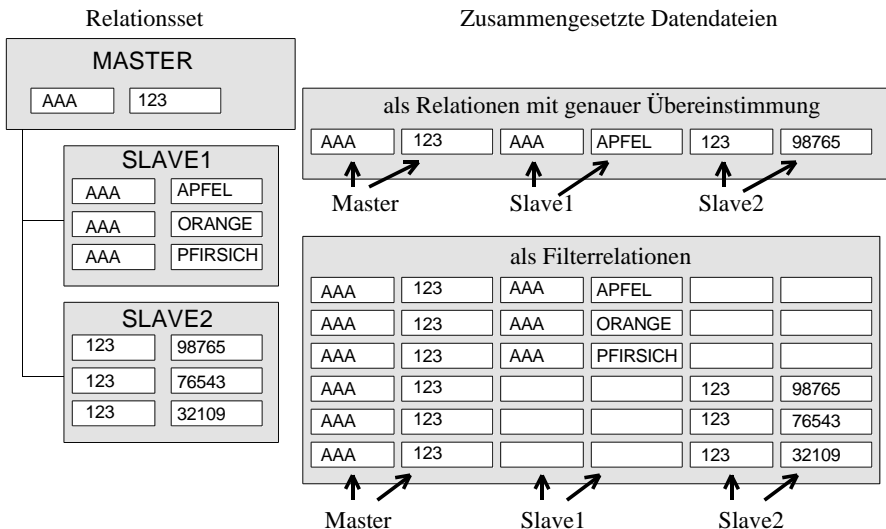 Relationsset
Zusammengesetzte Datendateien
MASTER
AAA 123
SLAVE1
AAA APFEL
AAA ORANGE
AAA PFIRSICH
SLAVE2
123 98765
123 76543
123 32109
als Relationen mit genauer Übereinstimmung
AAA 123 AAA APFEL 123 98765
Master Slave1 Slave2
als Filterrelationen
AAA 123 AAA APFEL
AAA 123 AAA ORANGE
AAA 123 AAA PFIRSICH
AAA 123 123 98765
AAA 123 123 76543
AAA 123 123 32109
Master Slave1 Slave2